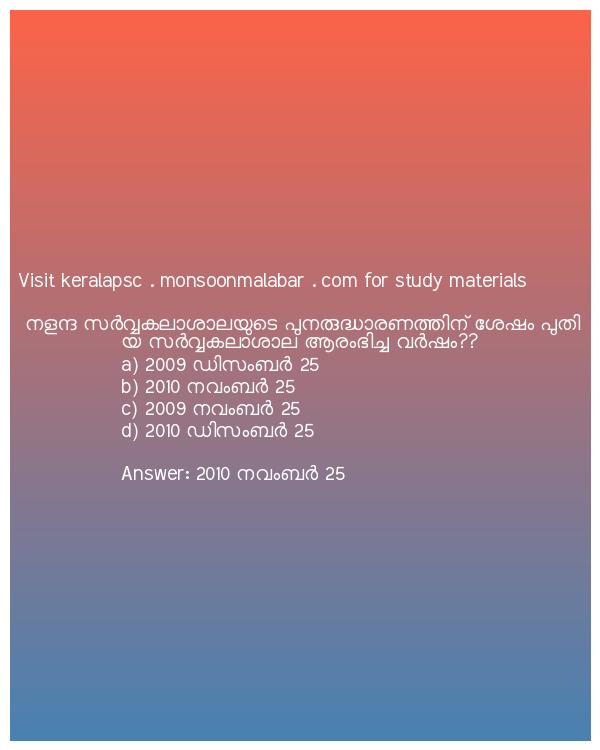 Visit keralapsc . monsoonmalabar . com for study materials
നളന്ദ സർവ്വകലാശാലയുടെ പുനരുദ്ധാരണത്തിന് ശേഷം പുതി
യ സർവ്വകലാശാല ആരംഭിച്ച വർഷം??
a) 2009 ഡിസംബർ 25
b) 2010 നവംബർ 25
c) 2009 നവംബർ 25
d) 2010 ഡിസംബർ 25
Answer: 2010 നവംബർ 25